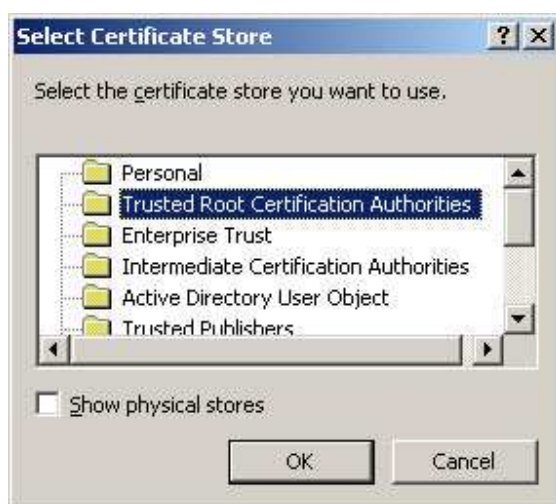 Select Certificate Store
Select the certificate store you want to use.
Personal
Trusted Root Certification Authorities
Enterprise Trust
Intermediate Certification Authorities
Active Directory User Object
Trusted Publishers
Show physical stores
OK Cancel